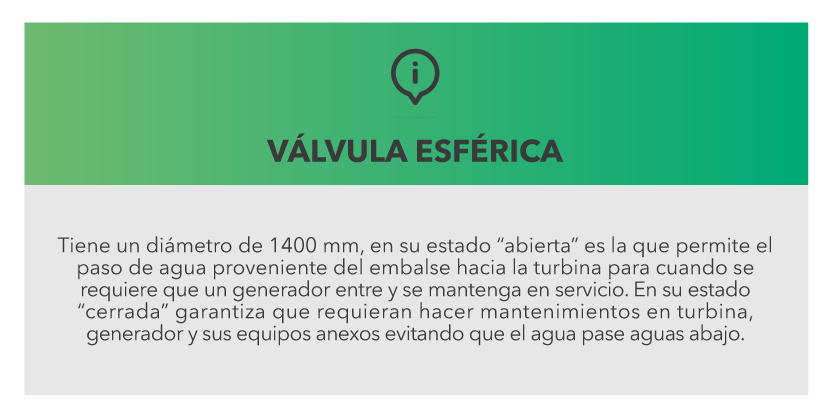 VÁLVULA ESFÉRICA
Tiene un diámetro de 1400 mm, en su estado “abierta” es la que permite el
paso de agua proveniente del embalse hacia la turbina para cuando se
requiere que un generador entre y se mantenga en servicio. En su estado
“cerrada” garantiza que requieran hacer mantenimientos en turbina,
generador y sus equipos anexos evitando que el agua pase aguas abajo.